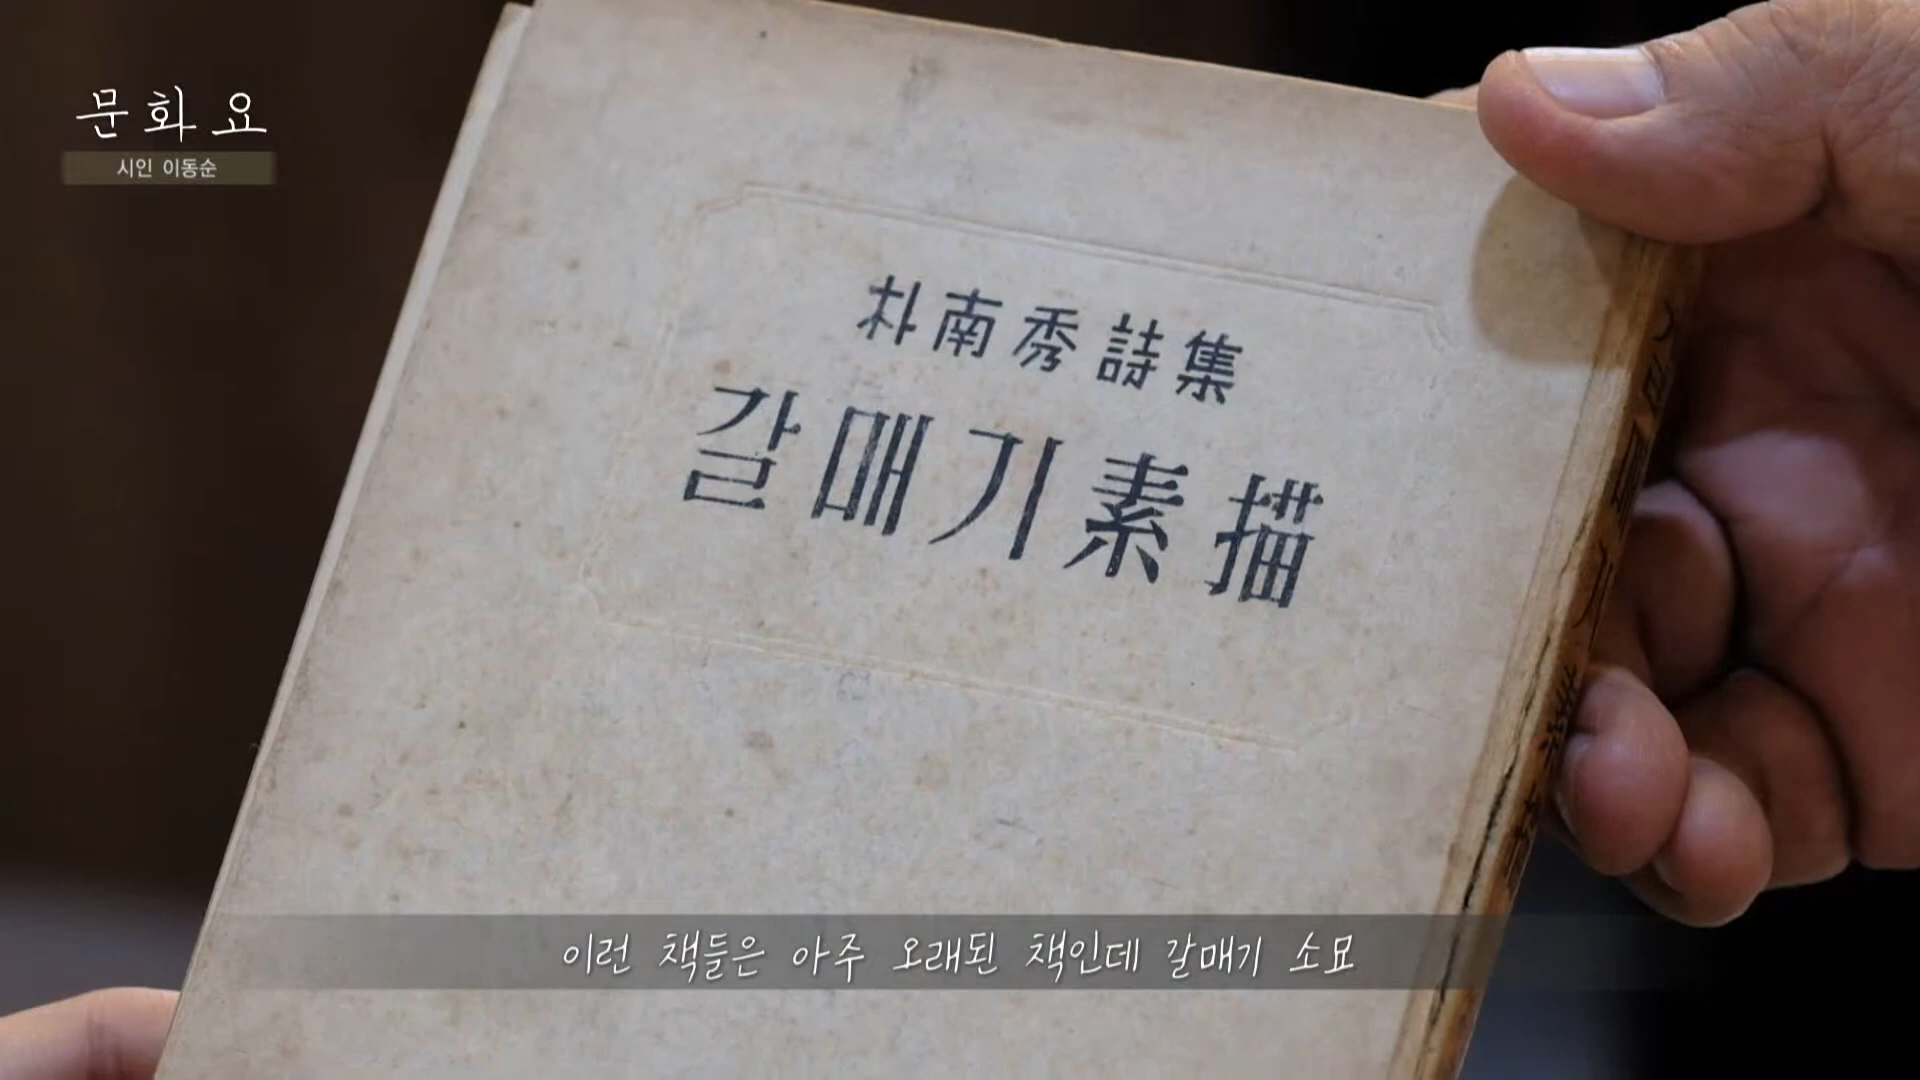 문화요
시인 이동순
朴南秀詩集
갈매기素描
이런 책들은 아주 오래된 책인데 갈매기 소묘